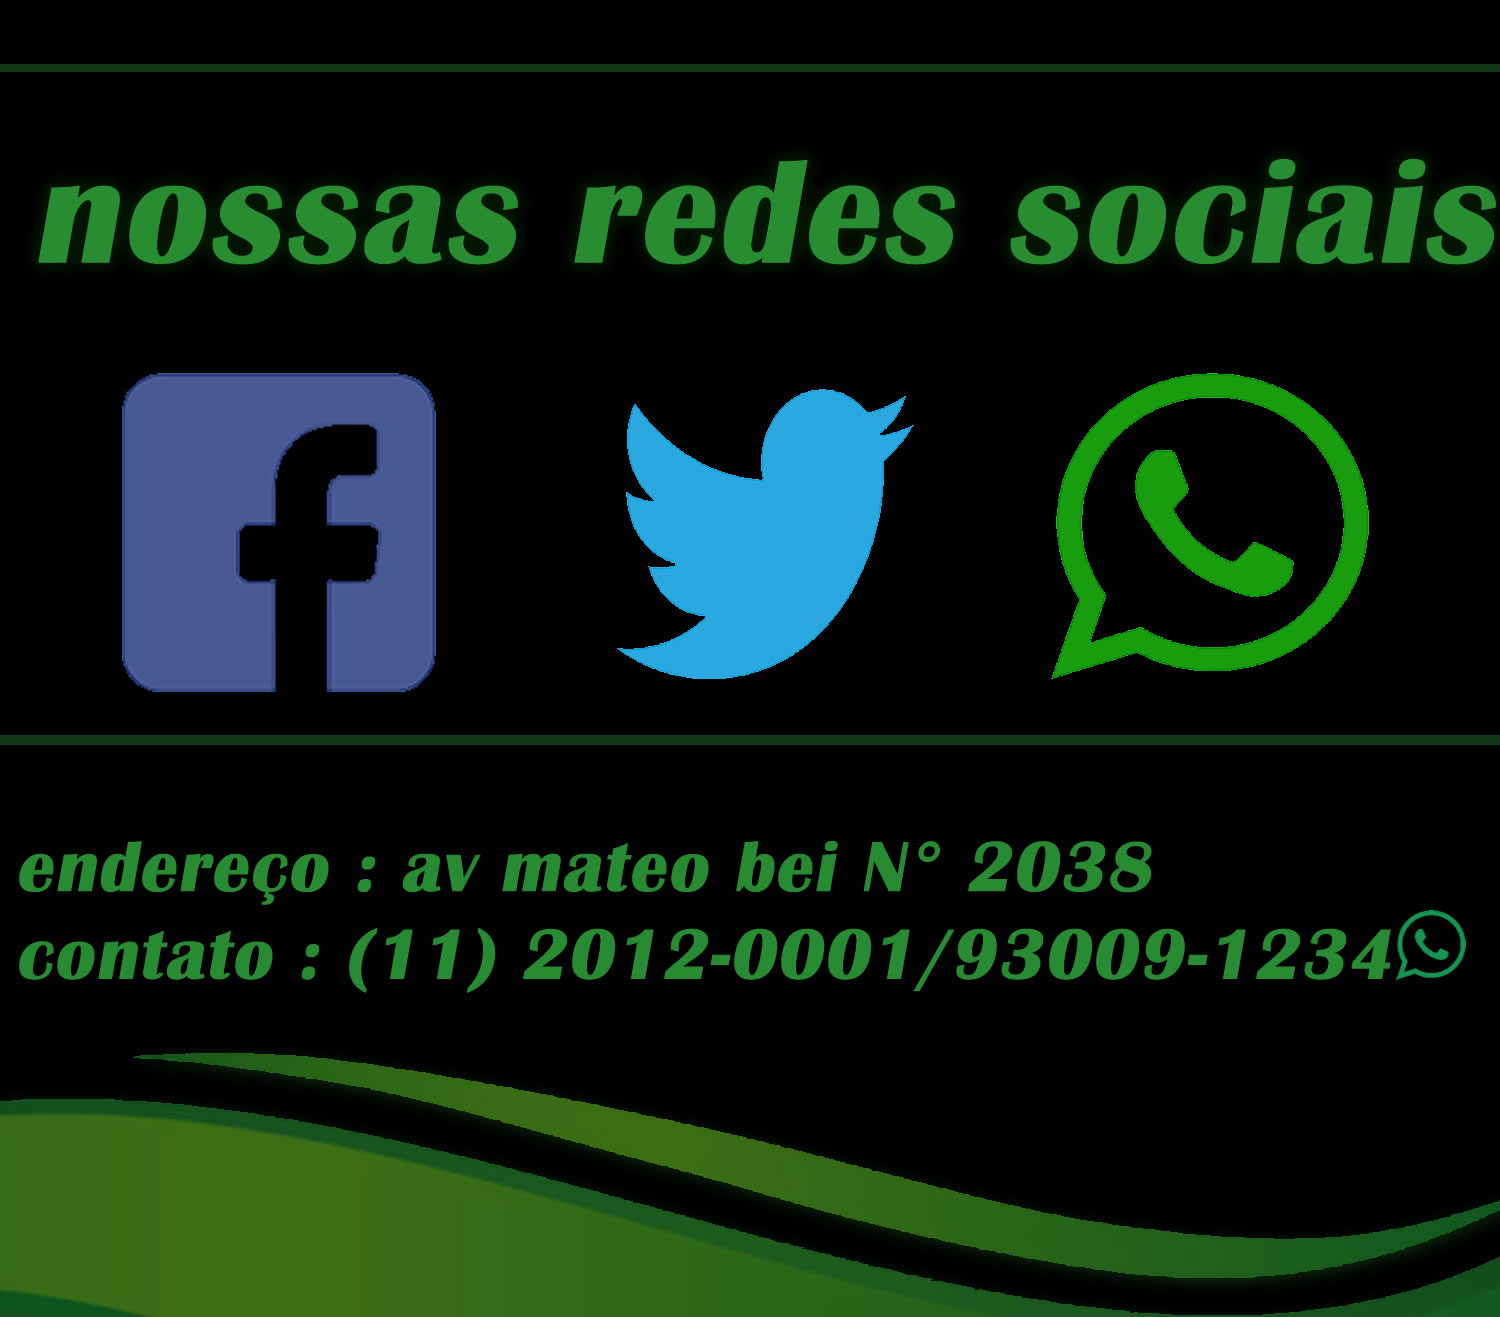 nossas redes sociais
endereço : av mateo bei N° 2038
contato : (11) 2012-0001/93009-1234